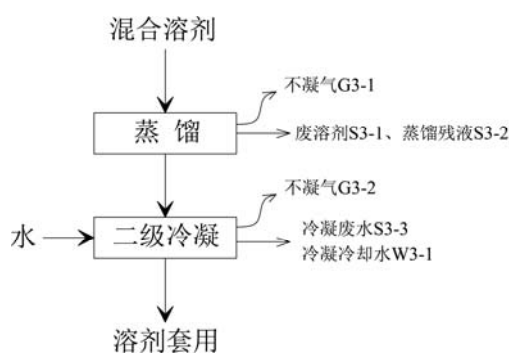 混合溶剂
不凝气G3-1
蒸馏
废溶剂S3-1、蒸馏残液S3-2
不凝气G3-2
水
二级冷凝
冷凝废水S3-3
冷凝冷却水W3-1
溶剂套用